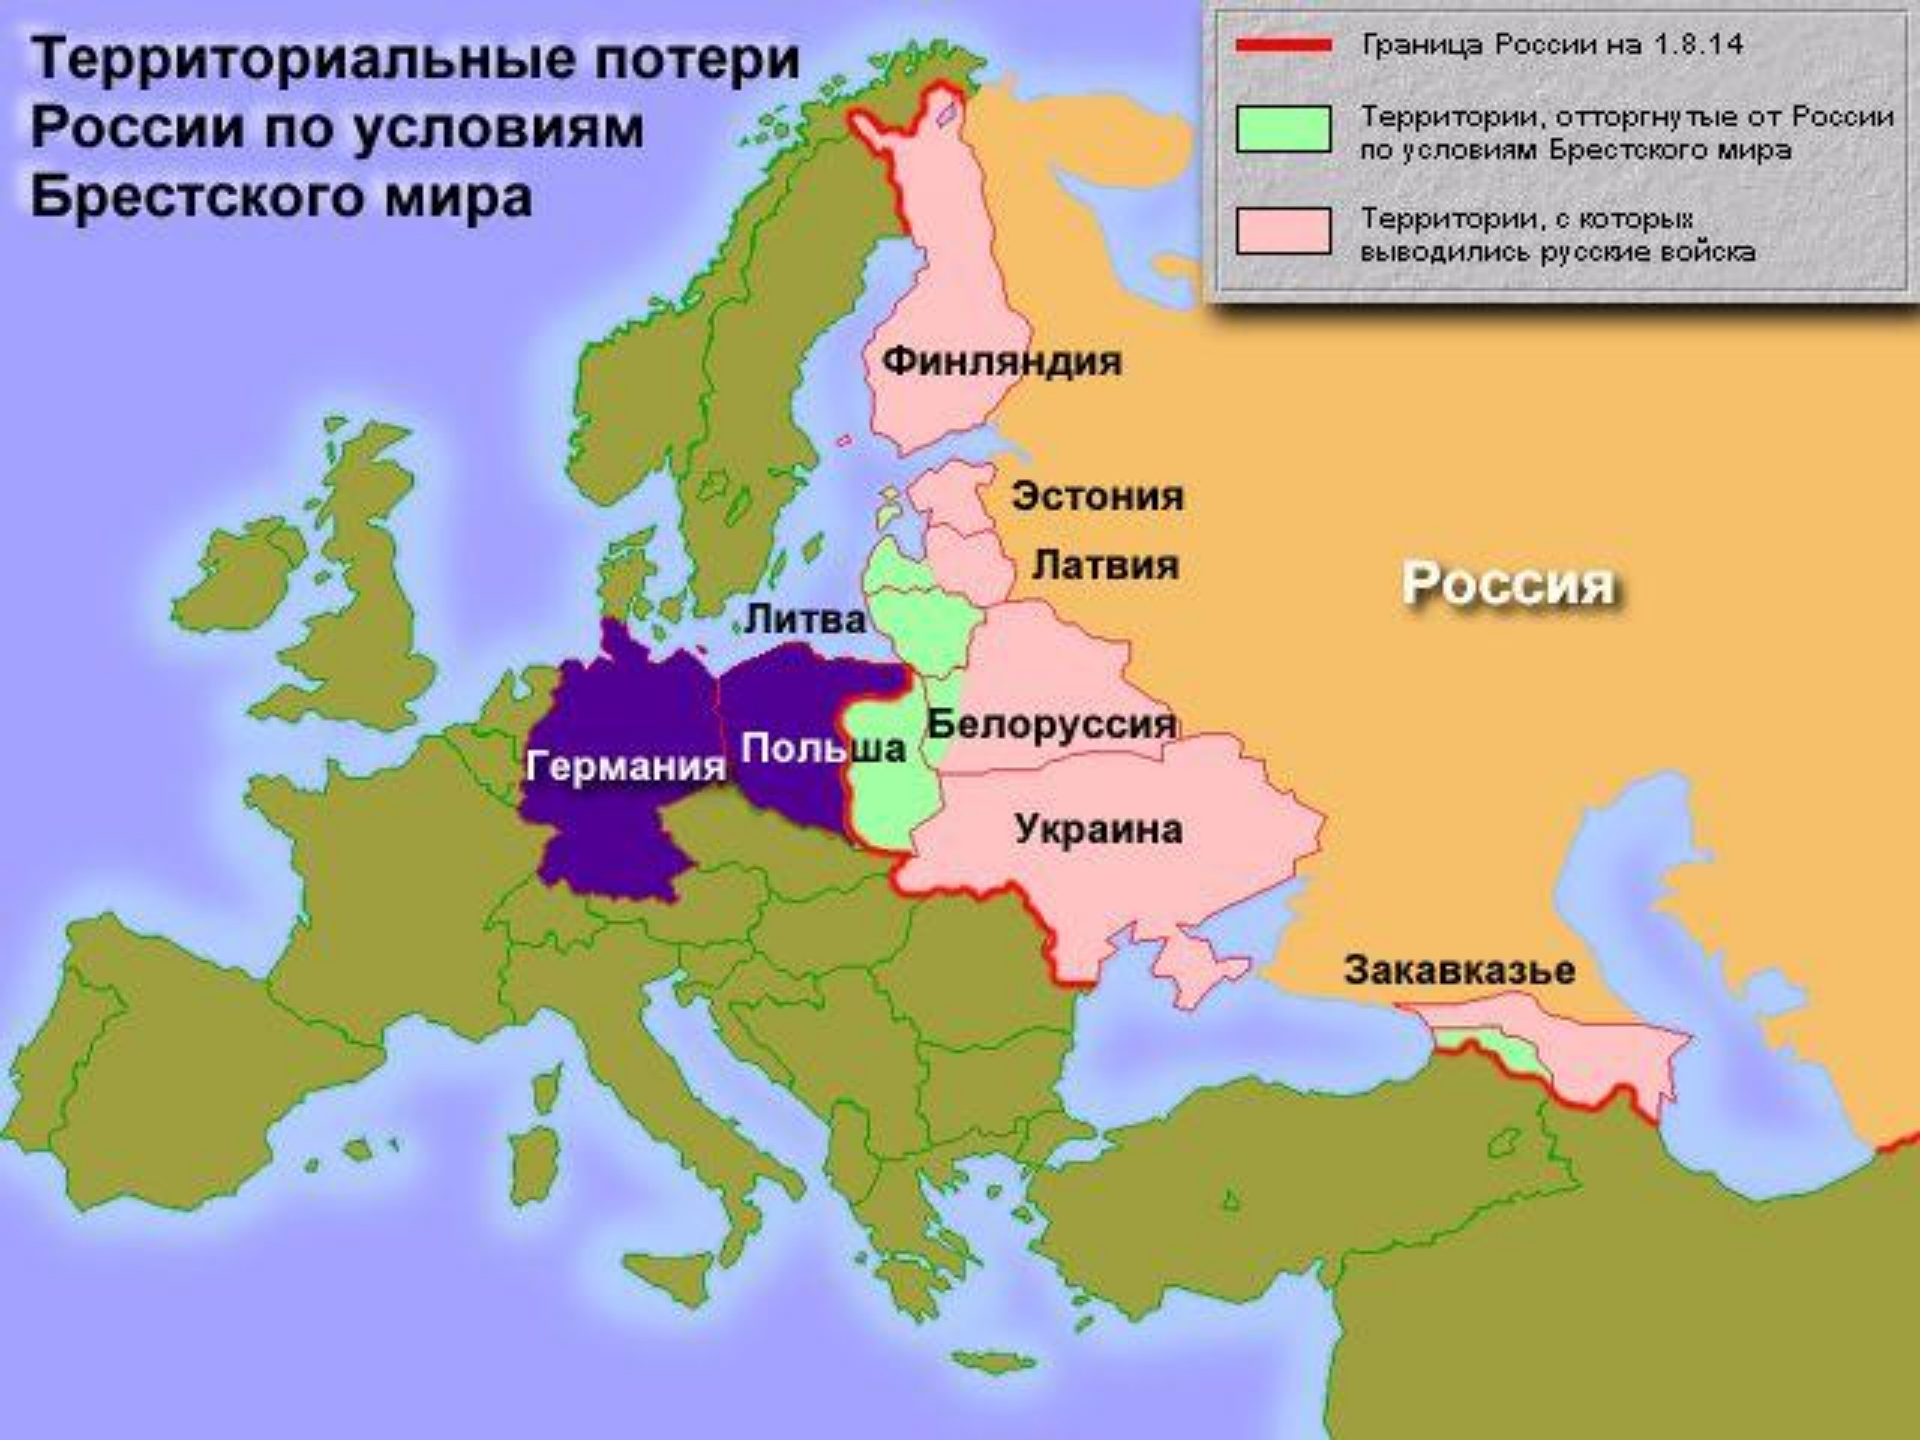 Территориальные потери
России по условиям
Брестского мира
Граница России на 1.8.14
Территории, отторгнутые от России
по условиям Брестского мира
Территории, с которых
выводились русские войска
Финляндия
Эстония
Латвия
Россия
Литва
Белоруссия
Польша
Германия
Украина
Закавказье